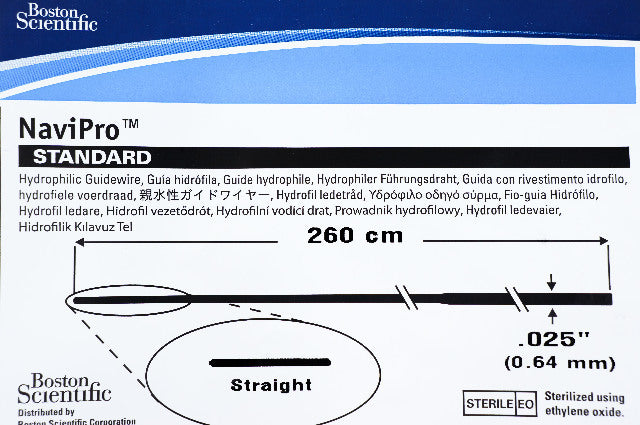 Boston
Scientific
NaviPro™
STANDARD
Hydrophilic Guidewire, Guía hidrófila, Guide hydrophile, Hydrophiler Führungsdraht, Guida con rivestimento idrofilo,
hydrofiele voerdraad, 親水性ガイドワイヤー, Hydrofil ledetråd, Υδρόφιλο οδηγό σύρμα, Fio-guia Hidrófilo,
Hydrofil ledare, Hidrofil vezetődrót, Hydrofilní vodicí drát, Prowadnik hydrofilowy, Hydrofil ledevaier,
Hidrofilik Kılavuz Tel
260 cm
.025"
(0.64 mm)
Straight
Boston
Scientific
Distributed by
Boston Scientific Corporation
STERILE EO
Sterilized using
ethylene oxide.